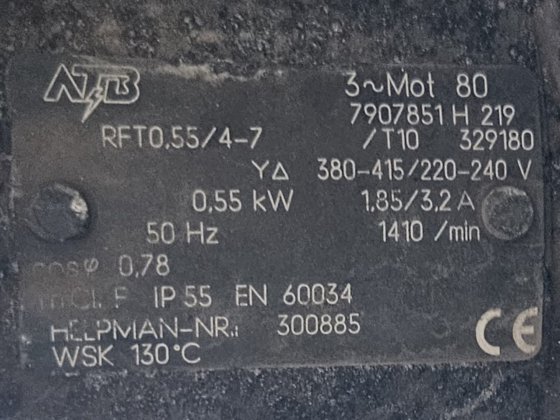 ATB 3~Mot 80
7907851 H 219
RFT0,55/4-7 /T10 329180
Y△ 380-415/220-240 V
0,55 kW 1,85/3,2 A
50 Hz 1410 /min
cosφ 0,78
Th.Cl. F IP 55 EN 60034
HELPMAN-NR.: 300885
WSK 130°C CE